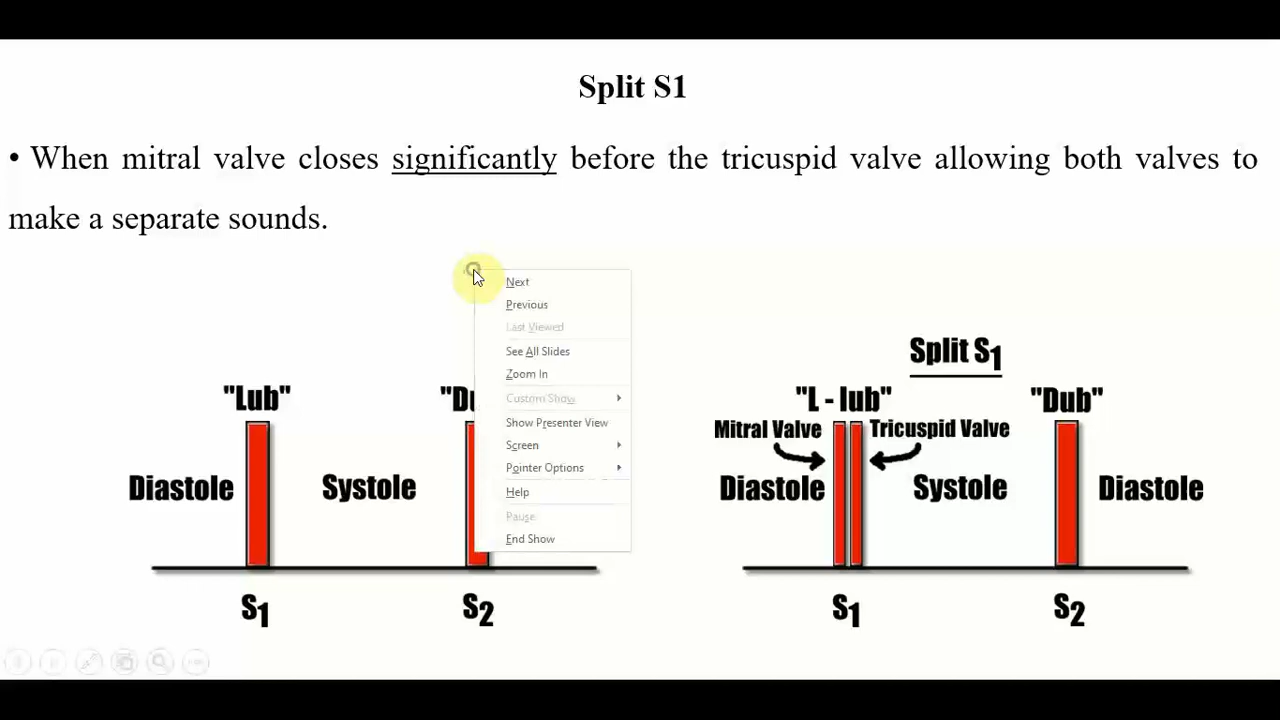 Split S1
• When mitral valve closes significantly before the tricuspid valve allowing both valves to
make a separate sounds.
Next
Previous
Last Viewed
See All Slides
Zoom In
Custom Show
Show Presenter View
Screen
Pointer Options
Help
Pause
End Show
"Lub"
"Du
Diastole
Systole
S1
S2
Split S1
"L - lub"
"Dub"
Mitral Valve
Tricuspid Valve
Diastole
Systole
Diastole
S1
S2